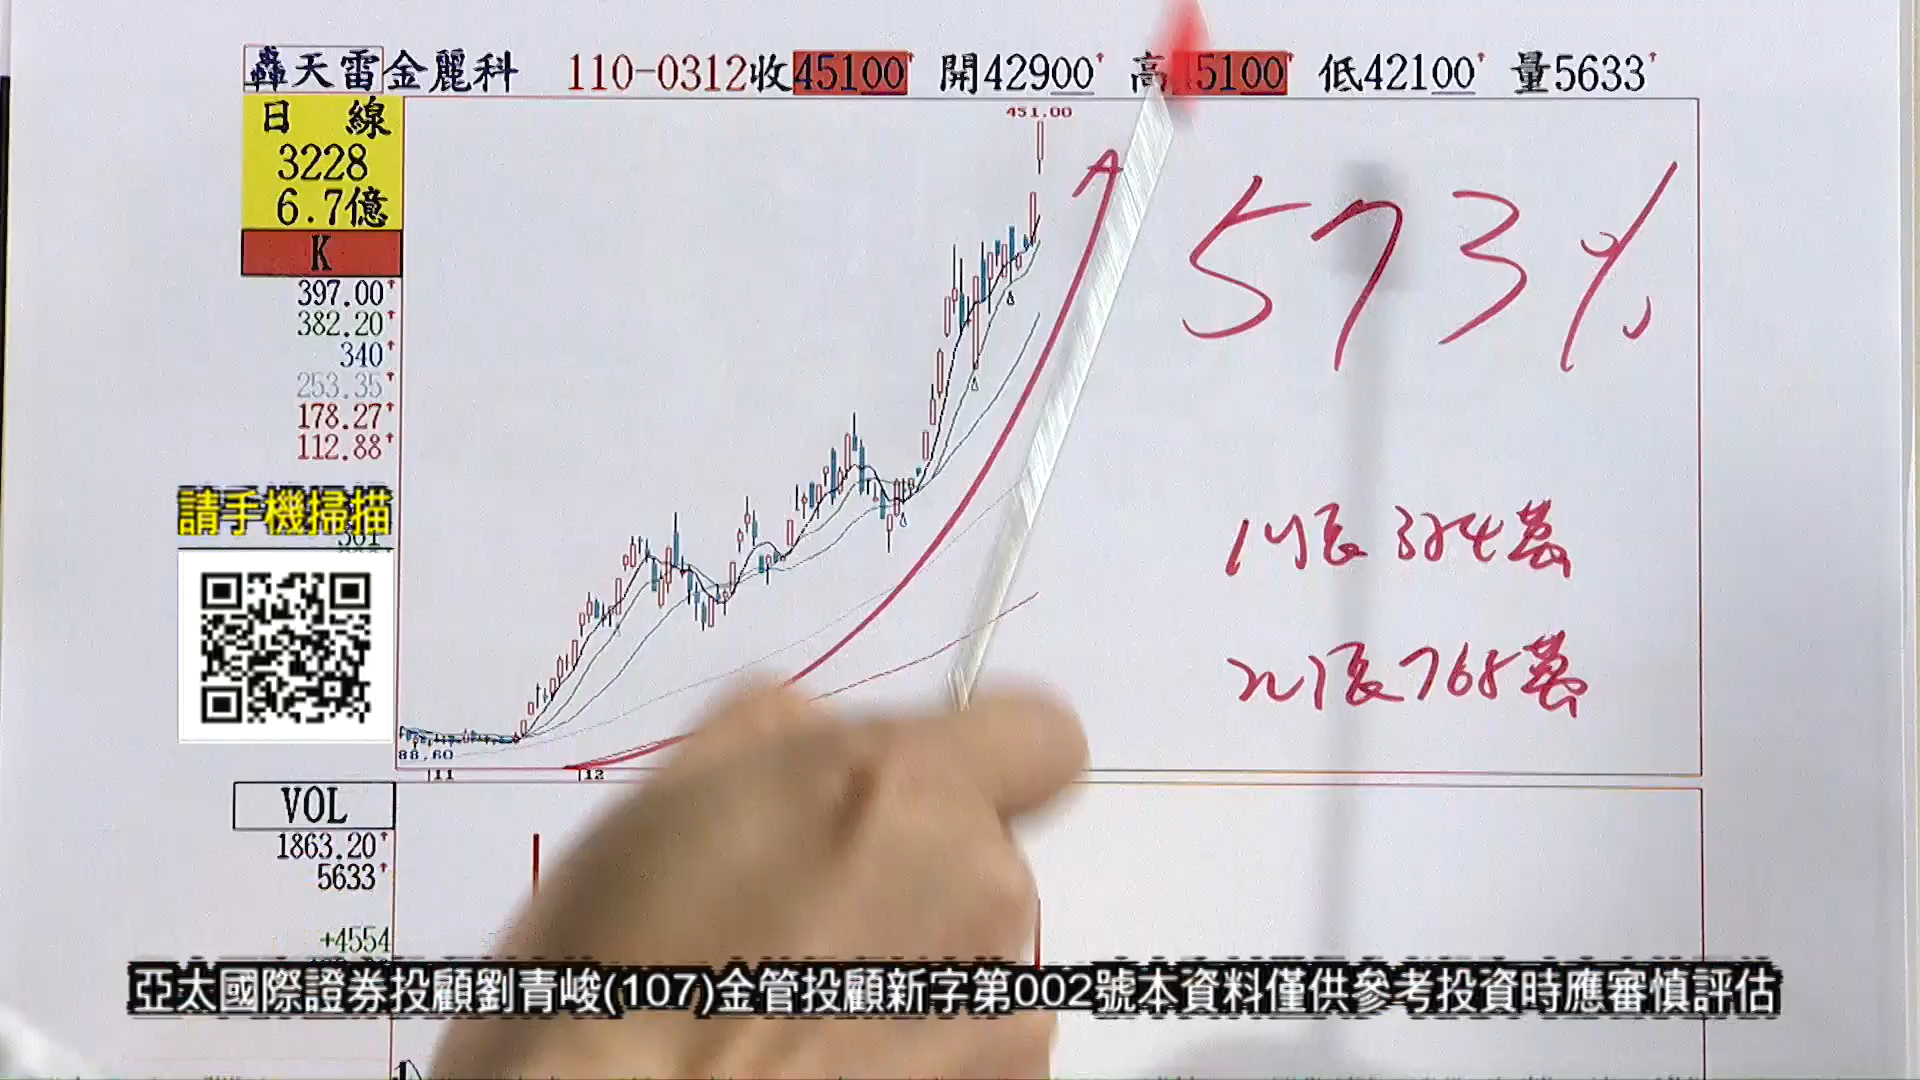 轟天雷金麗科 110-0312收45100↑ 開42900↑ 高45100↑ 低42100↑ 量5633↑
日 線
3228
6.7億
K
397.00↑
382.20↑
340↑
253.35↑
178.27↑
112.88↑
451.00
573%
請手機掃描
88.60
11
12
VOL
1863.20↑
5633↑
+4554
亞太國際證券投顧劉青峻(107)金管投顧新字第002號本資料僅供參考投資時應審慎評估